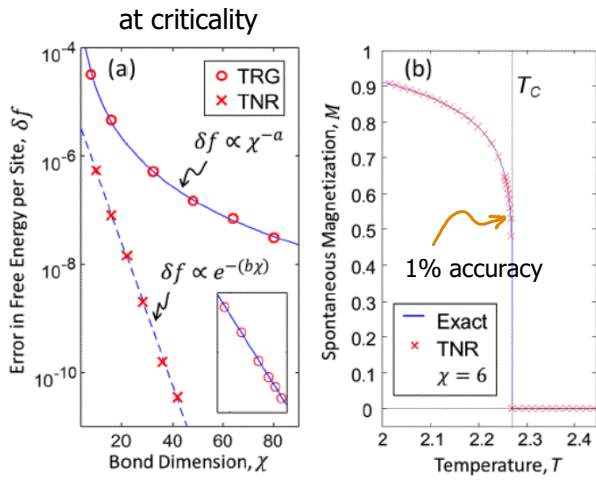 at criticality
(a)
TRG
TNR
δf ∝ χ⁻ᵃ
δf ∝ e⁻⁽ᵇᵡ⁾
Error in Free Energy per Site, δf
10⁻⁴
10⁻⁶
10⁻⁸
10⁻¹⁰
20 40 60 80
Bond Dimension, χ
(b)
T_C
1% accuracy
Exact
TNR
χ = 6
Spontaneous Magnetization, M
1
0.9
0.8
0.7
0.6
0.5
0.4
0.3
0.2
0.1
0
2 2.1 2.2 2.3 2.4
Temperature, T